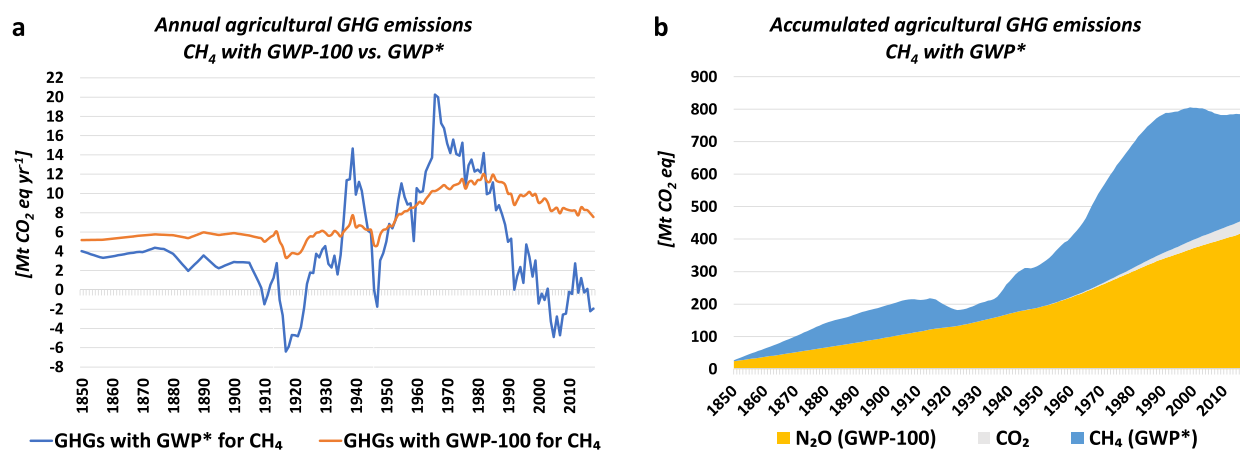 a
Annual agricultural GHG emissions
CH₄ with GWP-100 vs. GWP*
[Mt CO₂ eq yr⁻¹]
22
20
18
16
14
12
10
8
6
4
2
0
-2
-4
-6
-8
1850 1860 1870 1880 1890 1900 1910 1920 1930 1940 1950 1960 1970 1980 1990 2000 2010
GHGs with GWP* for CH₄ GHGs with GWP-100 for CH₄
b
Accumulated agricultural GHG emissions
CH₄ with GWP*
[Mt CO₂ eq]
900
800
700
600
500
400
300
200
100
0
1850 1860 1870 1880 1890 1900 1910 1920 1930 1940 1950 1960 1970 1980 1990 2000 2010
N₂O (GWP-100) CO₂ CH₄ (GWP*)